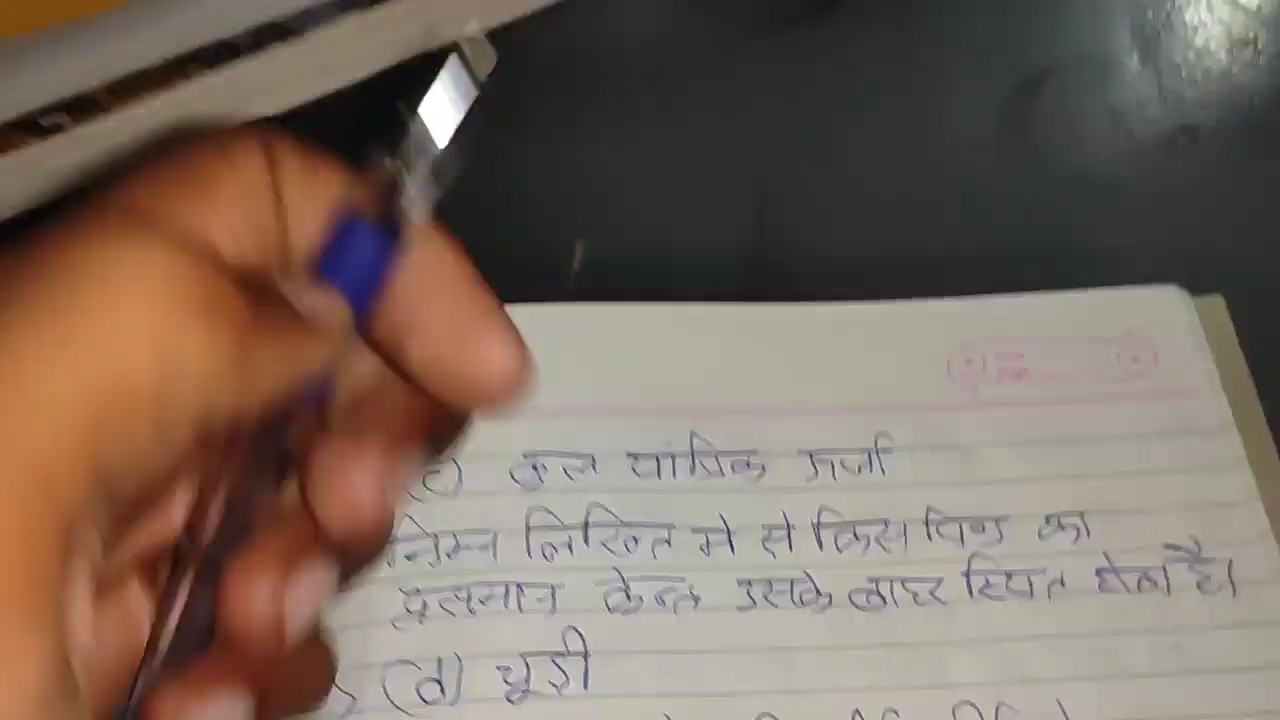 (c) कुल यांत्रिक ऊर्जा
निम्न लिखित मे से किस पिण्ड का
द्रव्यमान केन्द्र उसके बाहर स्थित होता है।
(d) चूड़ी